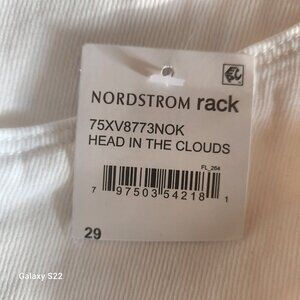 NORDSTROM rack
75XV8773NOK
HEAD IN THE CLOUDS
FL_264
7 97503 54218 1
29
Galaxy S22